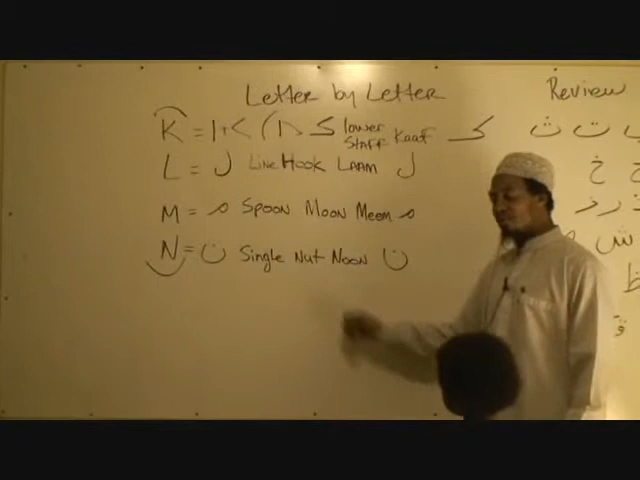 Letter by Letter
Review
K = lower Staff Kaaf ک
L = ل Line Hook Laam ل
M = م Spoon Moon Meem م
N = ن Single Nut Noon ن
ب ت ث
خ
ذ ر ز
ش
ظ
ق